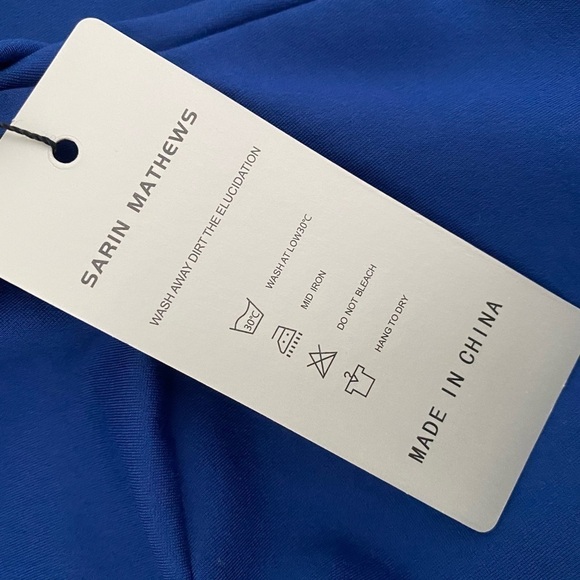 SARIN MATHEWS
WASH AWAY DIRT THE ELUCIDATION
30℃
WASH AT LOW30℃
MID IRON
DO NOT BLEACH
HANG TO DRY
MADE IN CHINA